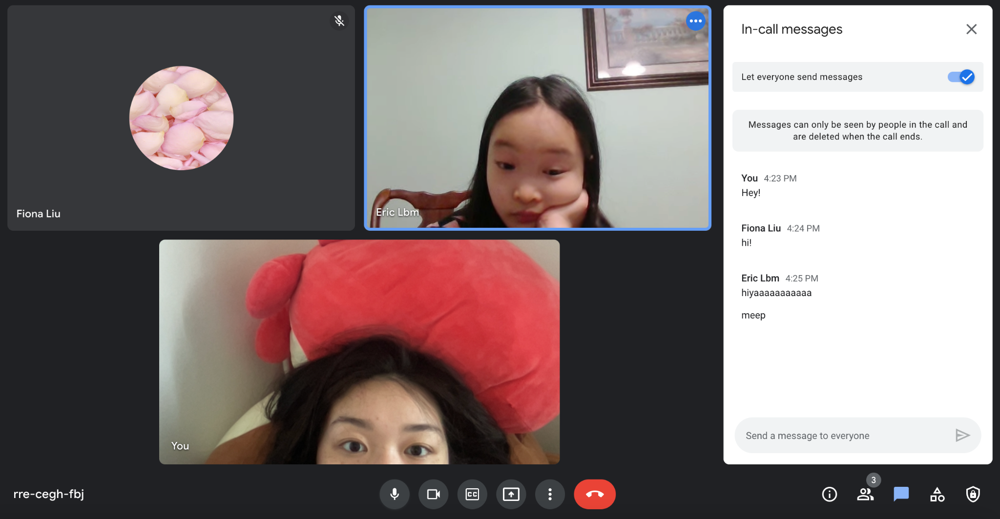 Fiona Liu
Eric Lbm
You
In-call messages
Let everyone send messages
Messages can only be seen by people in the call and
are deleted when the call ends.
You 4:23 PM
Hey!
Fiona Liu 4:24 PM
hi!
Eric Lbm 4:25 PM
hiyaaaaaaaaaaa
meep
Send a message to everyone
rre-cegh-fbj
CC
3